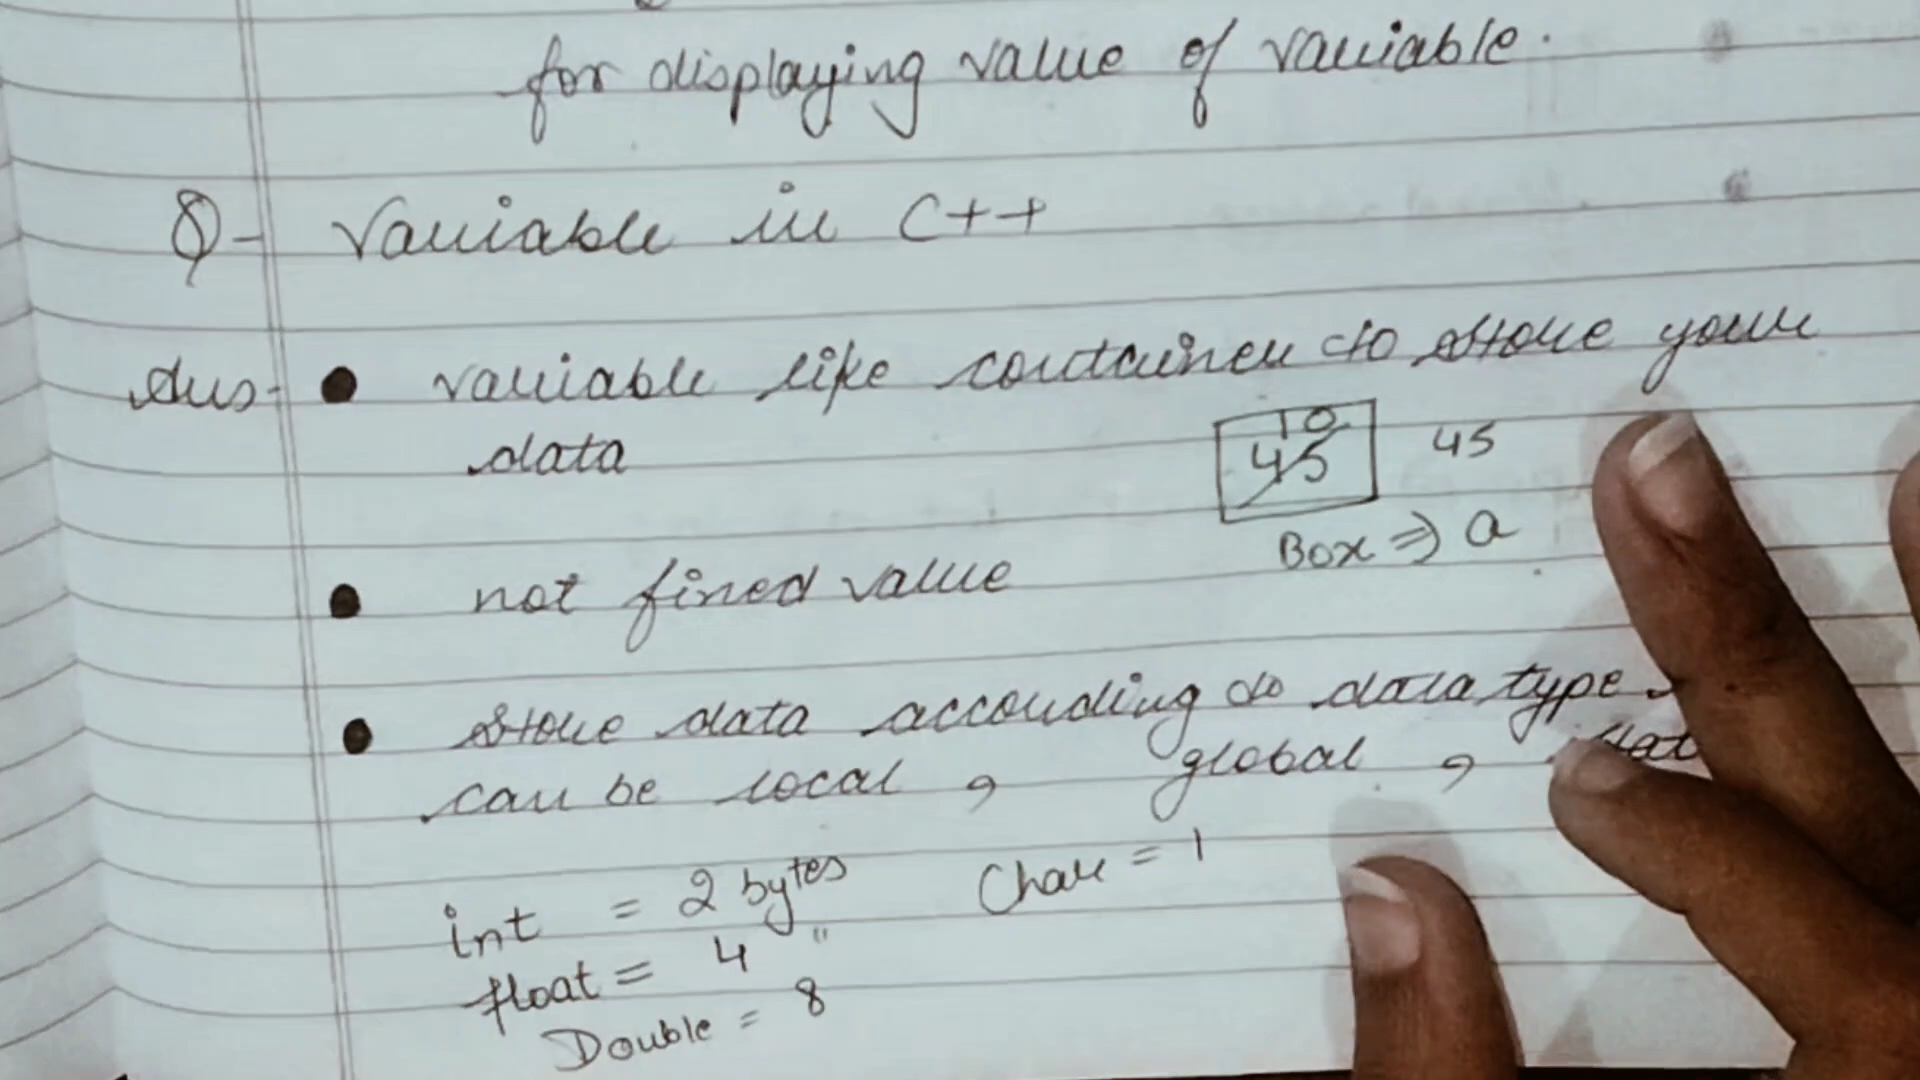 for displaying value of variable.
Q- Variable in C++
Ans- ● variable like container to store your
data
10
45
45
Box ⇒ a
● not fined value
● store data according to data type
can be local , global ,
int = 2 bytes
Char = 1
float = 4 "
Double = 8